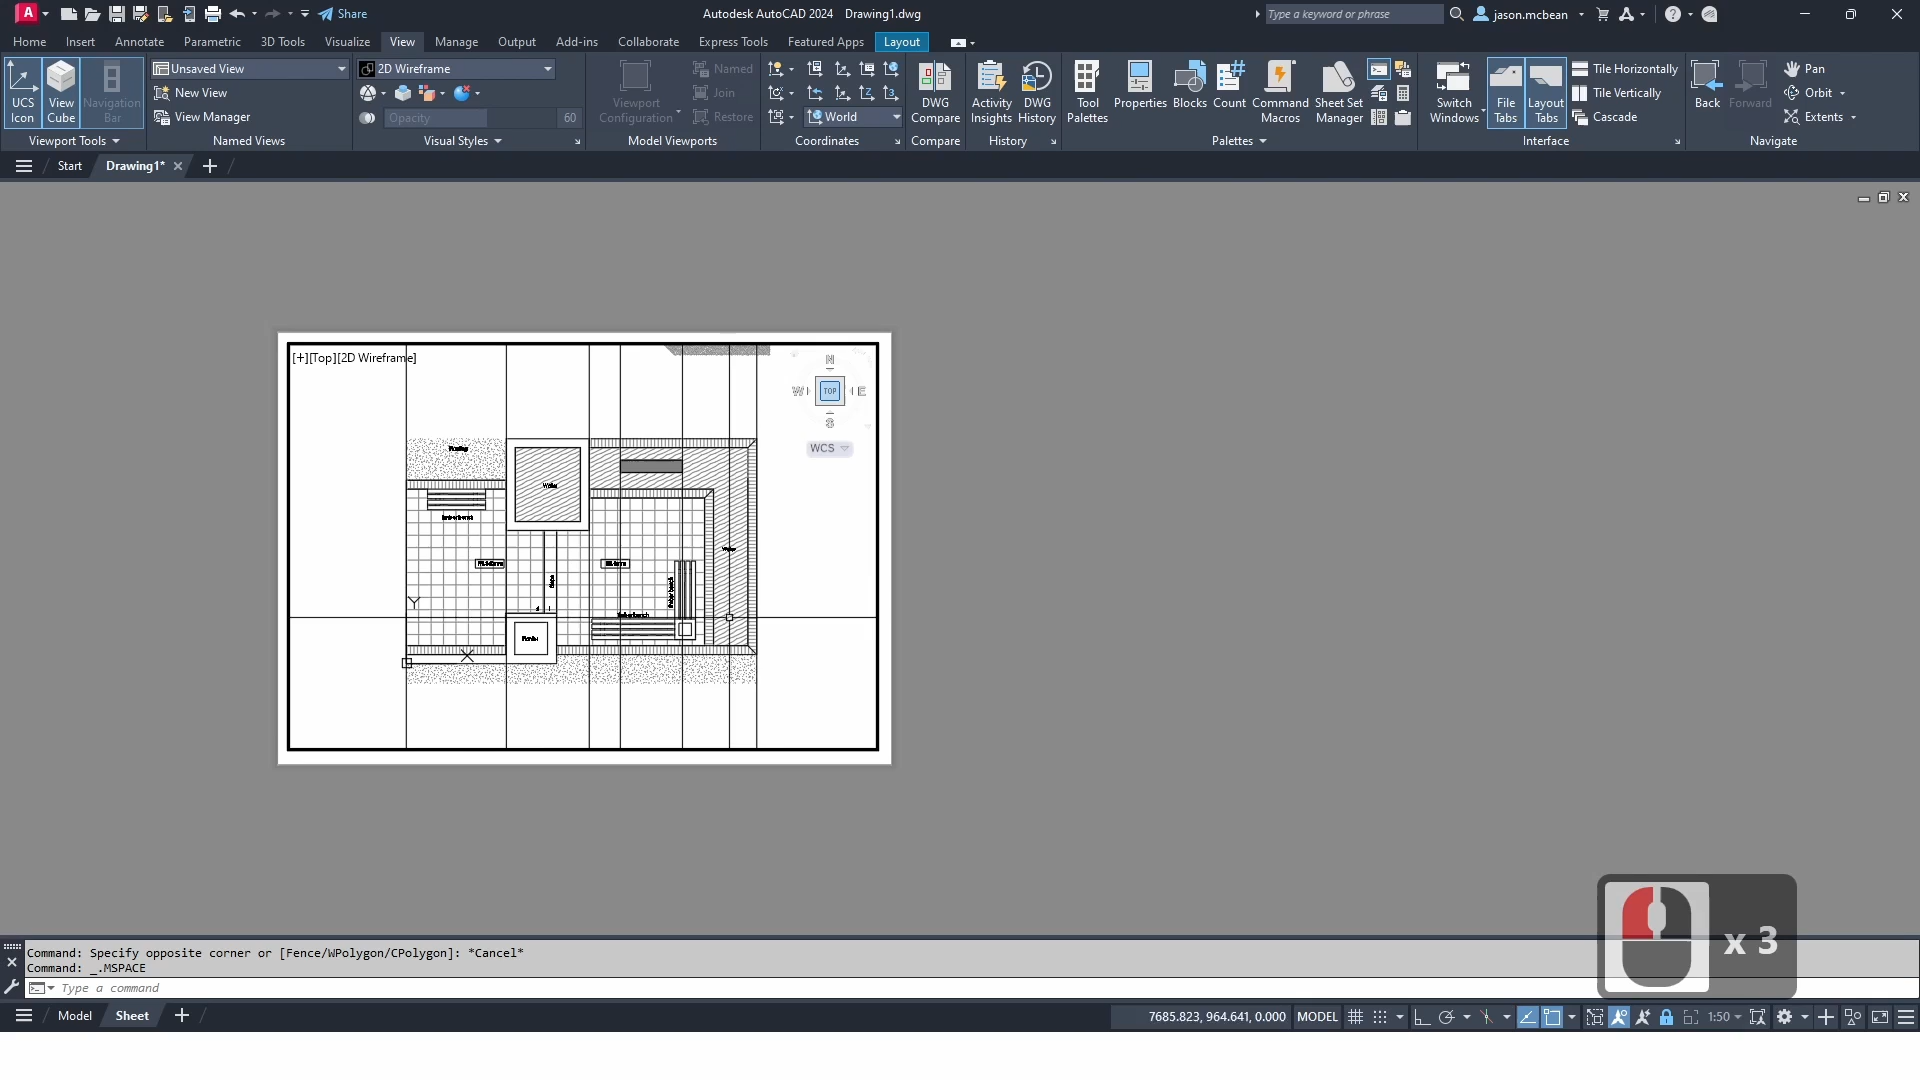 Share
Autodesk AutoCAD 2024 Drawing1.dwg
Type a keyword or phrase
jason.mcbean
Home Insert Annotate Parametric 3D Tools Visualize View Manage Output Add-ins Collaborate Express Tools Featured Apps Layout
UCS Icon
View Cube
Navigation Bar
Viewport Tools
Unsaved View
New View
View Manager
Named Views
2D Wireframe
Opacity 60
Visual Styles
Viewport Configuration
Named
Join
Restore
Model Viewports
World
Coordinates
DWG Compare
Compare
Activity Insights
DWG History
History
Tool Palettes
Properties
Blocks
Count
Command Macros
Sheet Set Manager
Palettes
Switch Windows
File Tabs
Layout Tabs
Tile Horizontally
Tile Vertically
Cascade
Interface
Back
Forward
Pan
Orbit
Extents
Navigate
Start
Drawing1*
[+][Top][2D Wireframe]
N
W
TOP
E
S
WCS
Water
Water
Y
X
x 3
Command: Specify opposite corner or [Fence/WPolygon/CPolygon]: *Cancel*
Command: _.MSPACE
Type a command
Model
Sheet
7685.823, 964.641, 0.000
MODEL
1:50